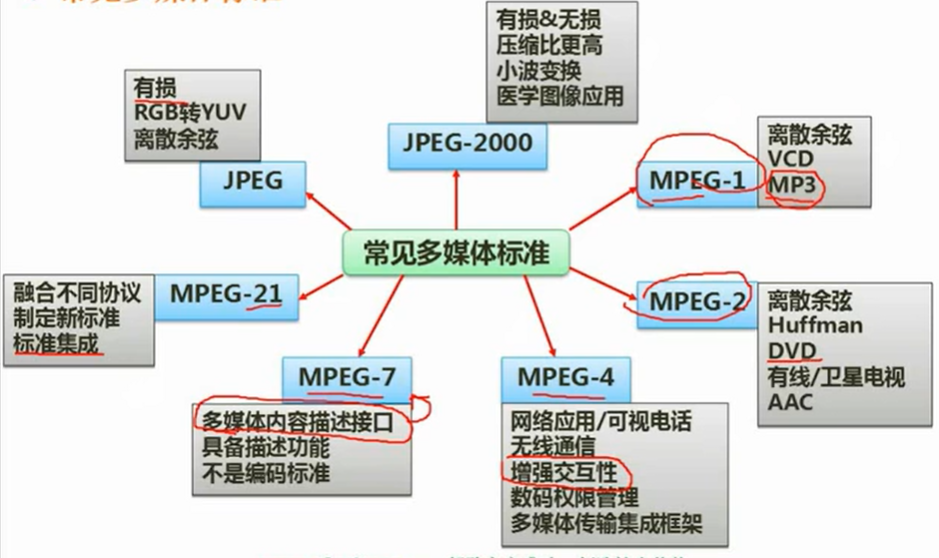 有损&无损
压缩比更高
小波变换
医学图像应用
JPEG-2000
有损
RGB转YUV
离散余弦
JPEG
离散余弦
VCD
MP3
MPEG-1
常见多媒体标准
融合不同协议
制定新标准
标准集成
MPEG-21
MPEG-2
离散余弦
Huffman
DVD
有线/卫星电视
AAC
MPEG-7
多媒体内容描述接口
具备描述功能
不是编码标准
MPEG-4
网络应用/可视电话
无线通信
增强交互性
数码权限管理
多媒体传输集成框架